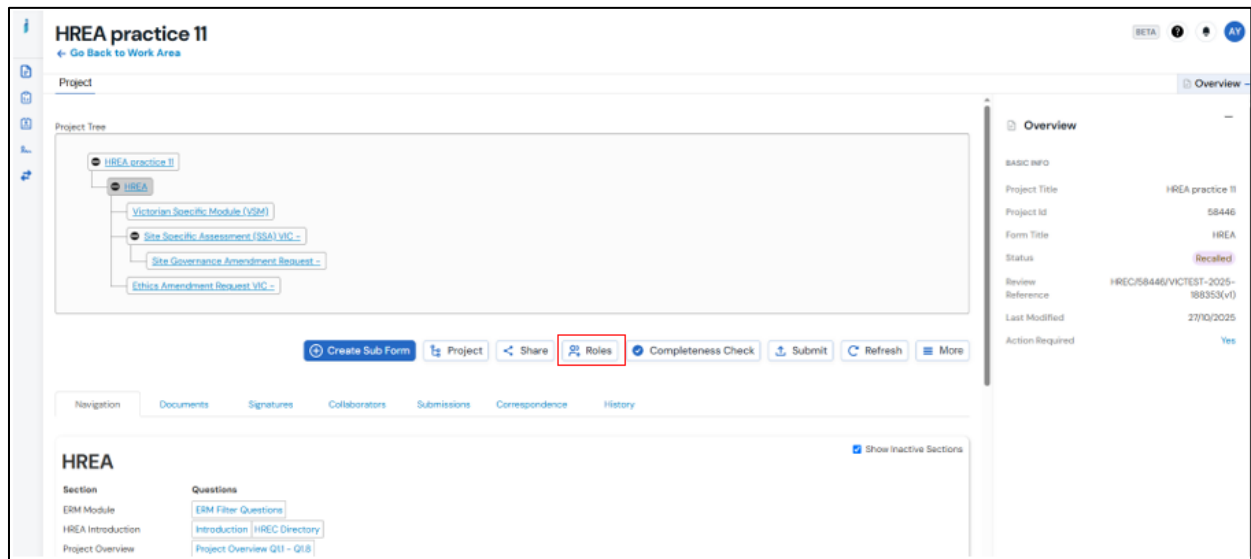 HREA practice 11
← Go Back to Work Area
BETA
AY
Project
Overview
Project Tree
HREA practice 11
HREA
Victorian Specific Module (VSM)
Site Specific Assessment (SSA) VIC -
Site Governance Amendment Request -
Ethics Amendment Request VIC -
Create Sub Form Project Share Roles Completeness Check Submit Refresh More
Navigation Documents Signatures Collaborators Submissions Correspondence History
HREA
Show Inactive Sections
Section Questions
ERM Module ERM Filter Questions
HREA Introduction Introduction HREC Directory
Project Overview Project Overview Q1.1 - Q1.8
Overview
BASIC INFO
Project Title HREA practice 11
Project Id 58446
Form Title HREA
Status Recalled
Review Reference HREC/58446/VICTEST-2025-
188353(v1)
Last Modified 27/10/2025
Action Required Yes